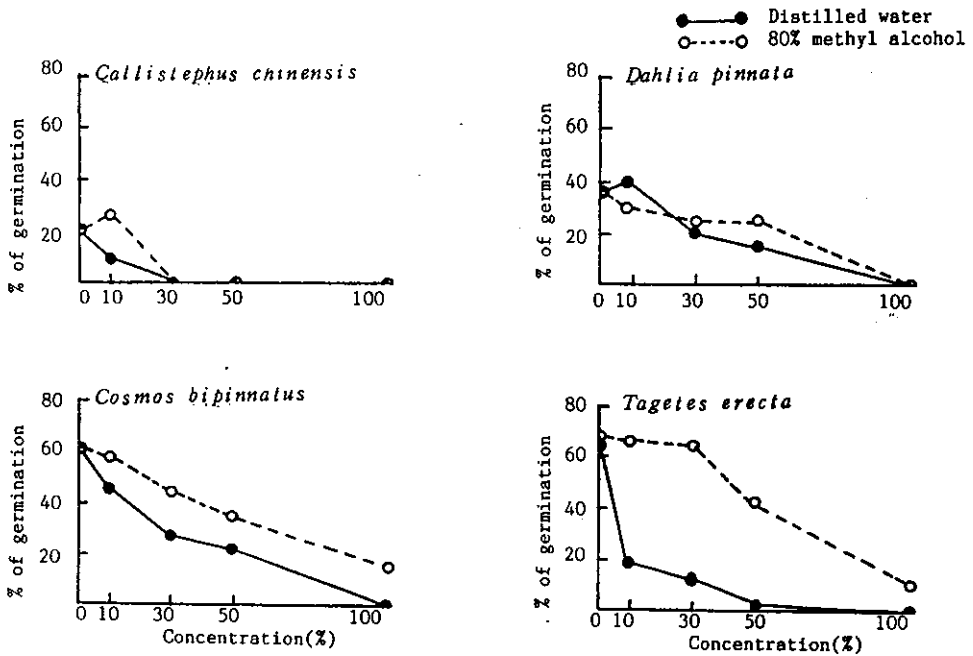 Distilled water
80% methyl alcohol
Callistephus chinensis
80
60
40
20
% of germination
0 10 30 50 100
Dahlia pinnata
80
60
40
20
% of germination
0 10 30 50 100
Cosmos bipinnatus
80
60
40
20
% of germination
0 10 30 50 100
Concentration(%)
Tagetes erecta
80
60
40
20
% of germination
0 10 30 50 100
Concentration(%)